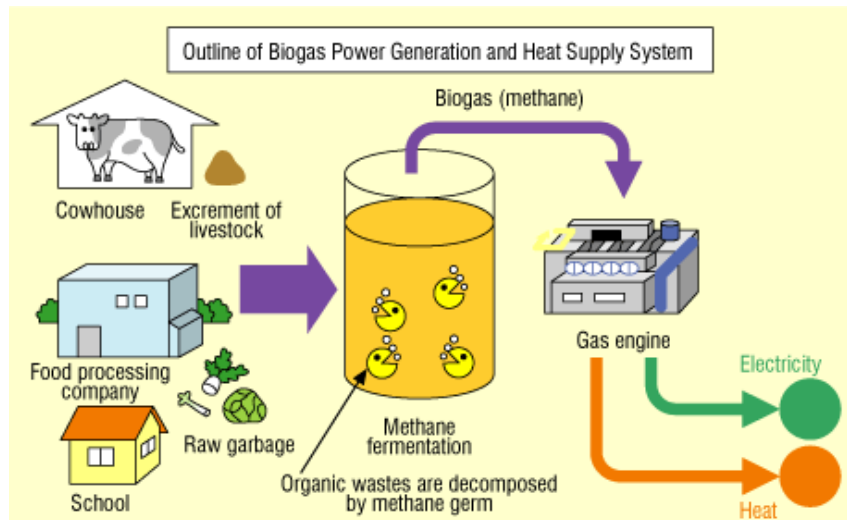 Outline of Biogas Power Generation and Heat Supply System
Biogas (methane)
Cowhouse
Excrement of
livestock
Food processing
company
Raw garbage
School
Methane
fermentation
Organic wastes are decomposed
by methane germ
Gas engine
Electricity
Heat